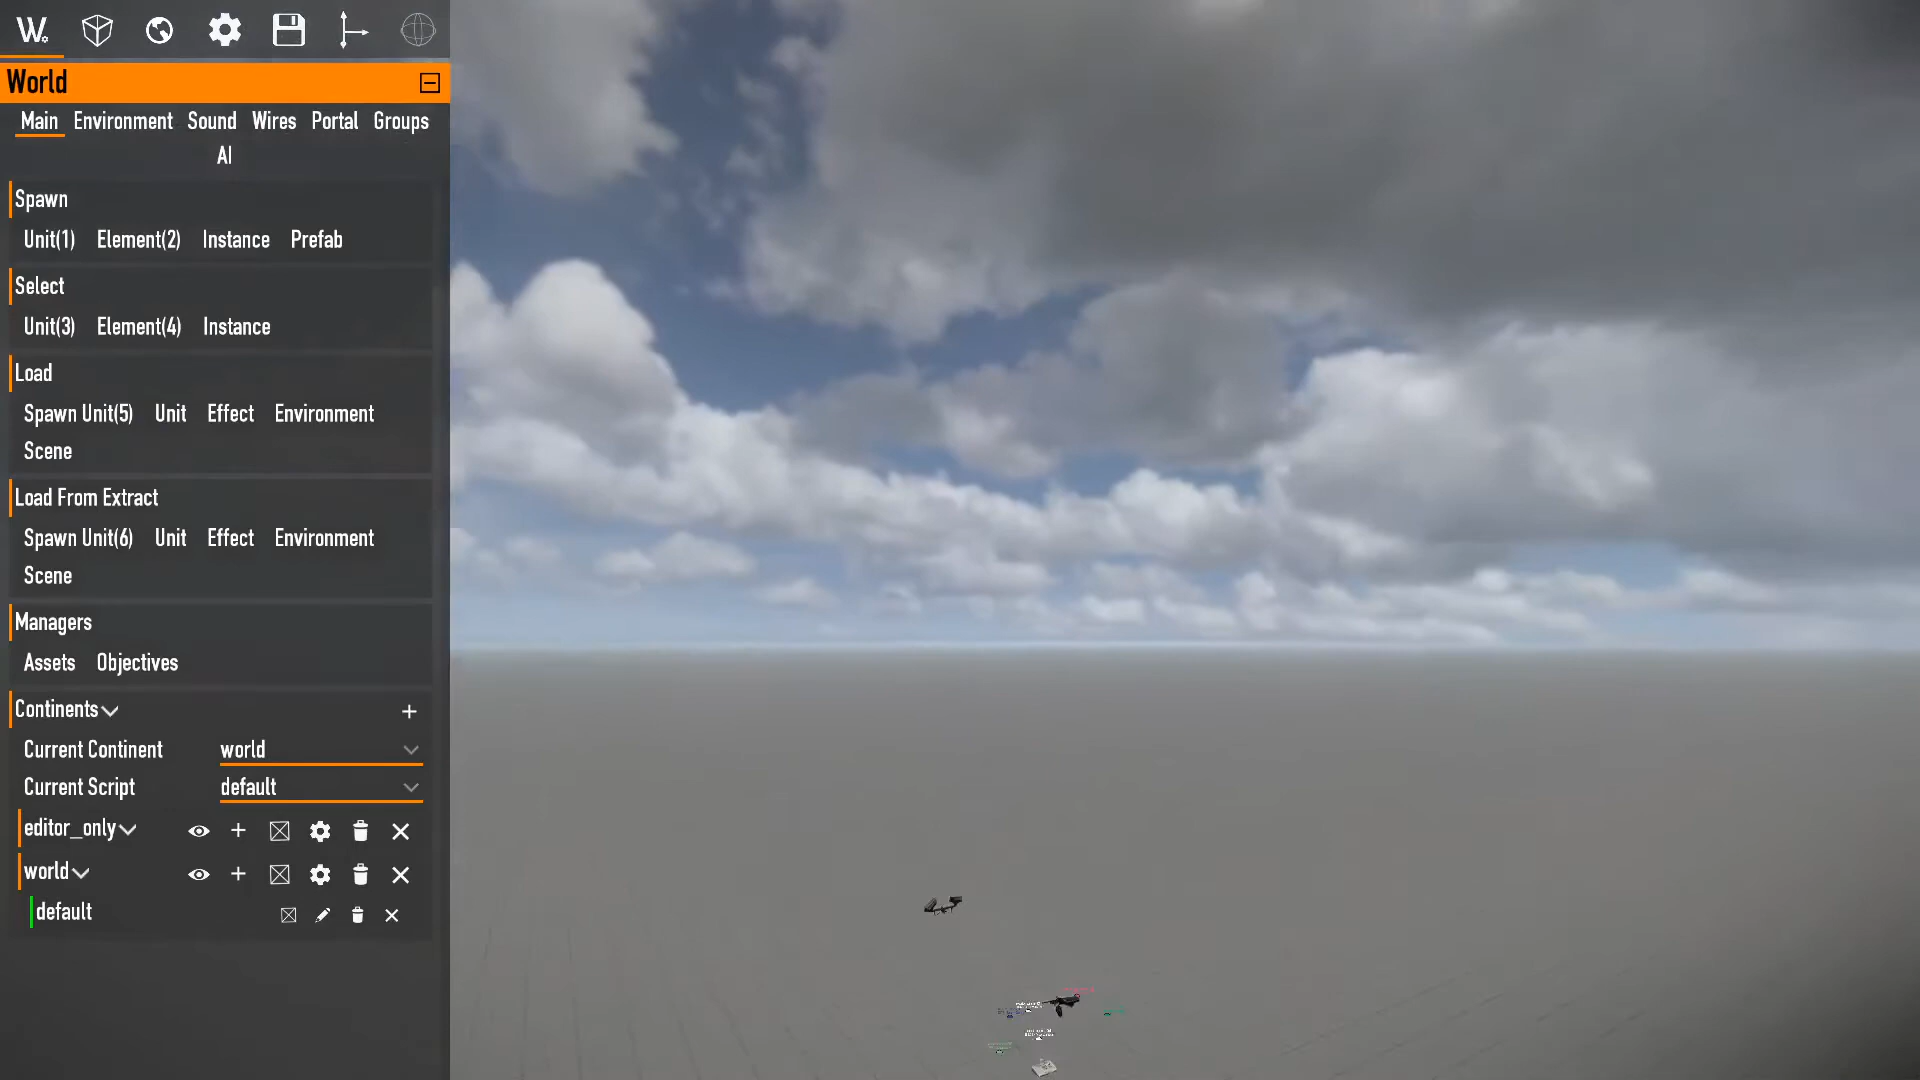 W.
World
Main Environment Sound Wires Portal Groups
AI
Spawn
Unit(1) Element(2) Instance Prefab
Select
Unit(3) Element(4) Instance
Load
Spawn Unit(5) Unit Effect Environment
Scene
Load From Extract
Spawn Unit(6) Unit Effect Environment
Scene
Managers
Assets Objectives
Continents
Current Continent world
Current Script default
editor_only
world
default